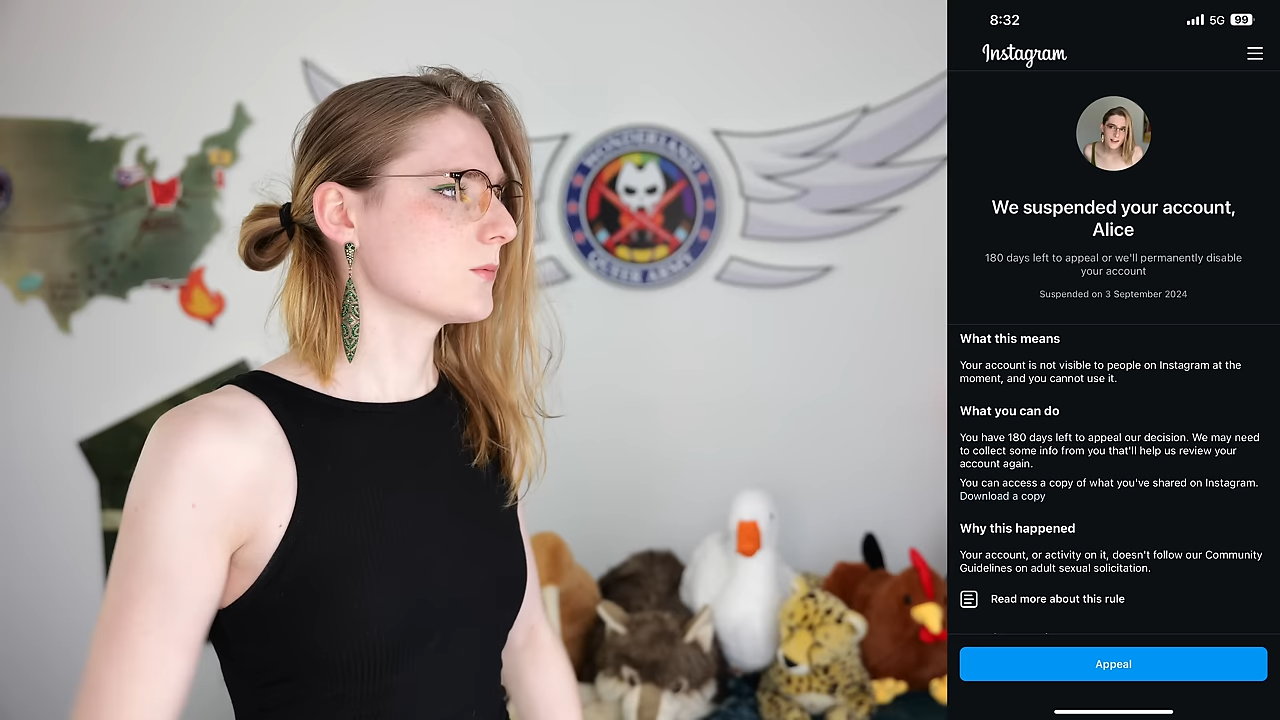 WONDERLAND
QUEER ARMY
8:32
5G
99
Instagram
We suspended your account,
Alice
180 days left to appeal or we'll permanently disable
your account
Suspended on 3 September 2024
What this means
Your account is not visible to people on Instagram at the
moment, and you cannot use it.
What you can do
You have 180 days left to appeal our decision. We may need
to collect some info from you that'll help us review your
account again.
You can access a copy of what you've shared on Instagram.
Download a copy
Why this happened
Your account, or activity on it, doesn't follow our Community
Guidelines on adult sexual solicitation.
Read more about this rule
Appeal